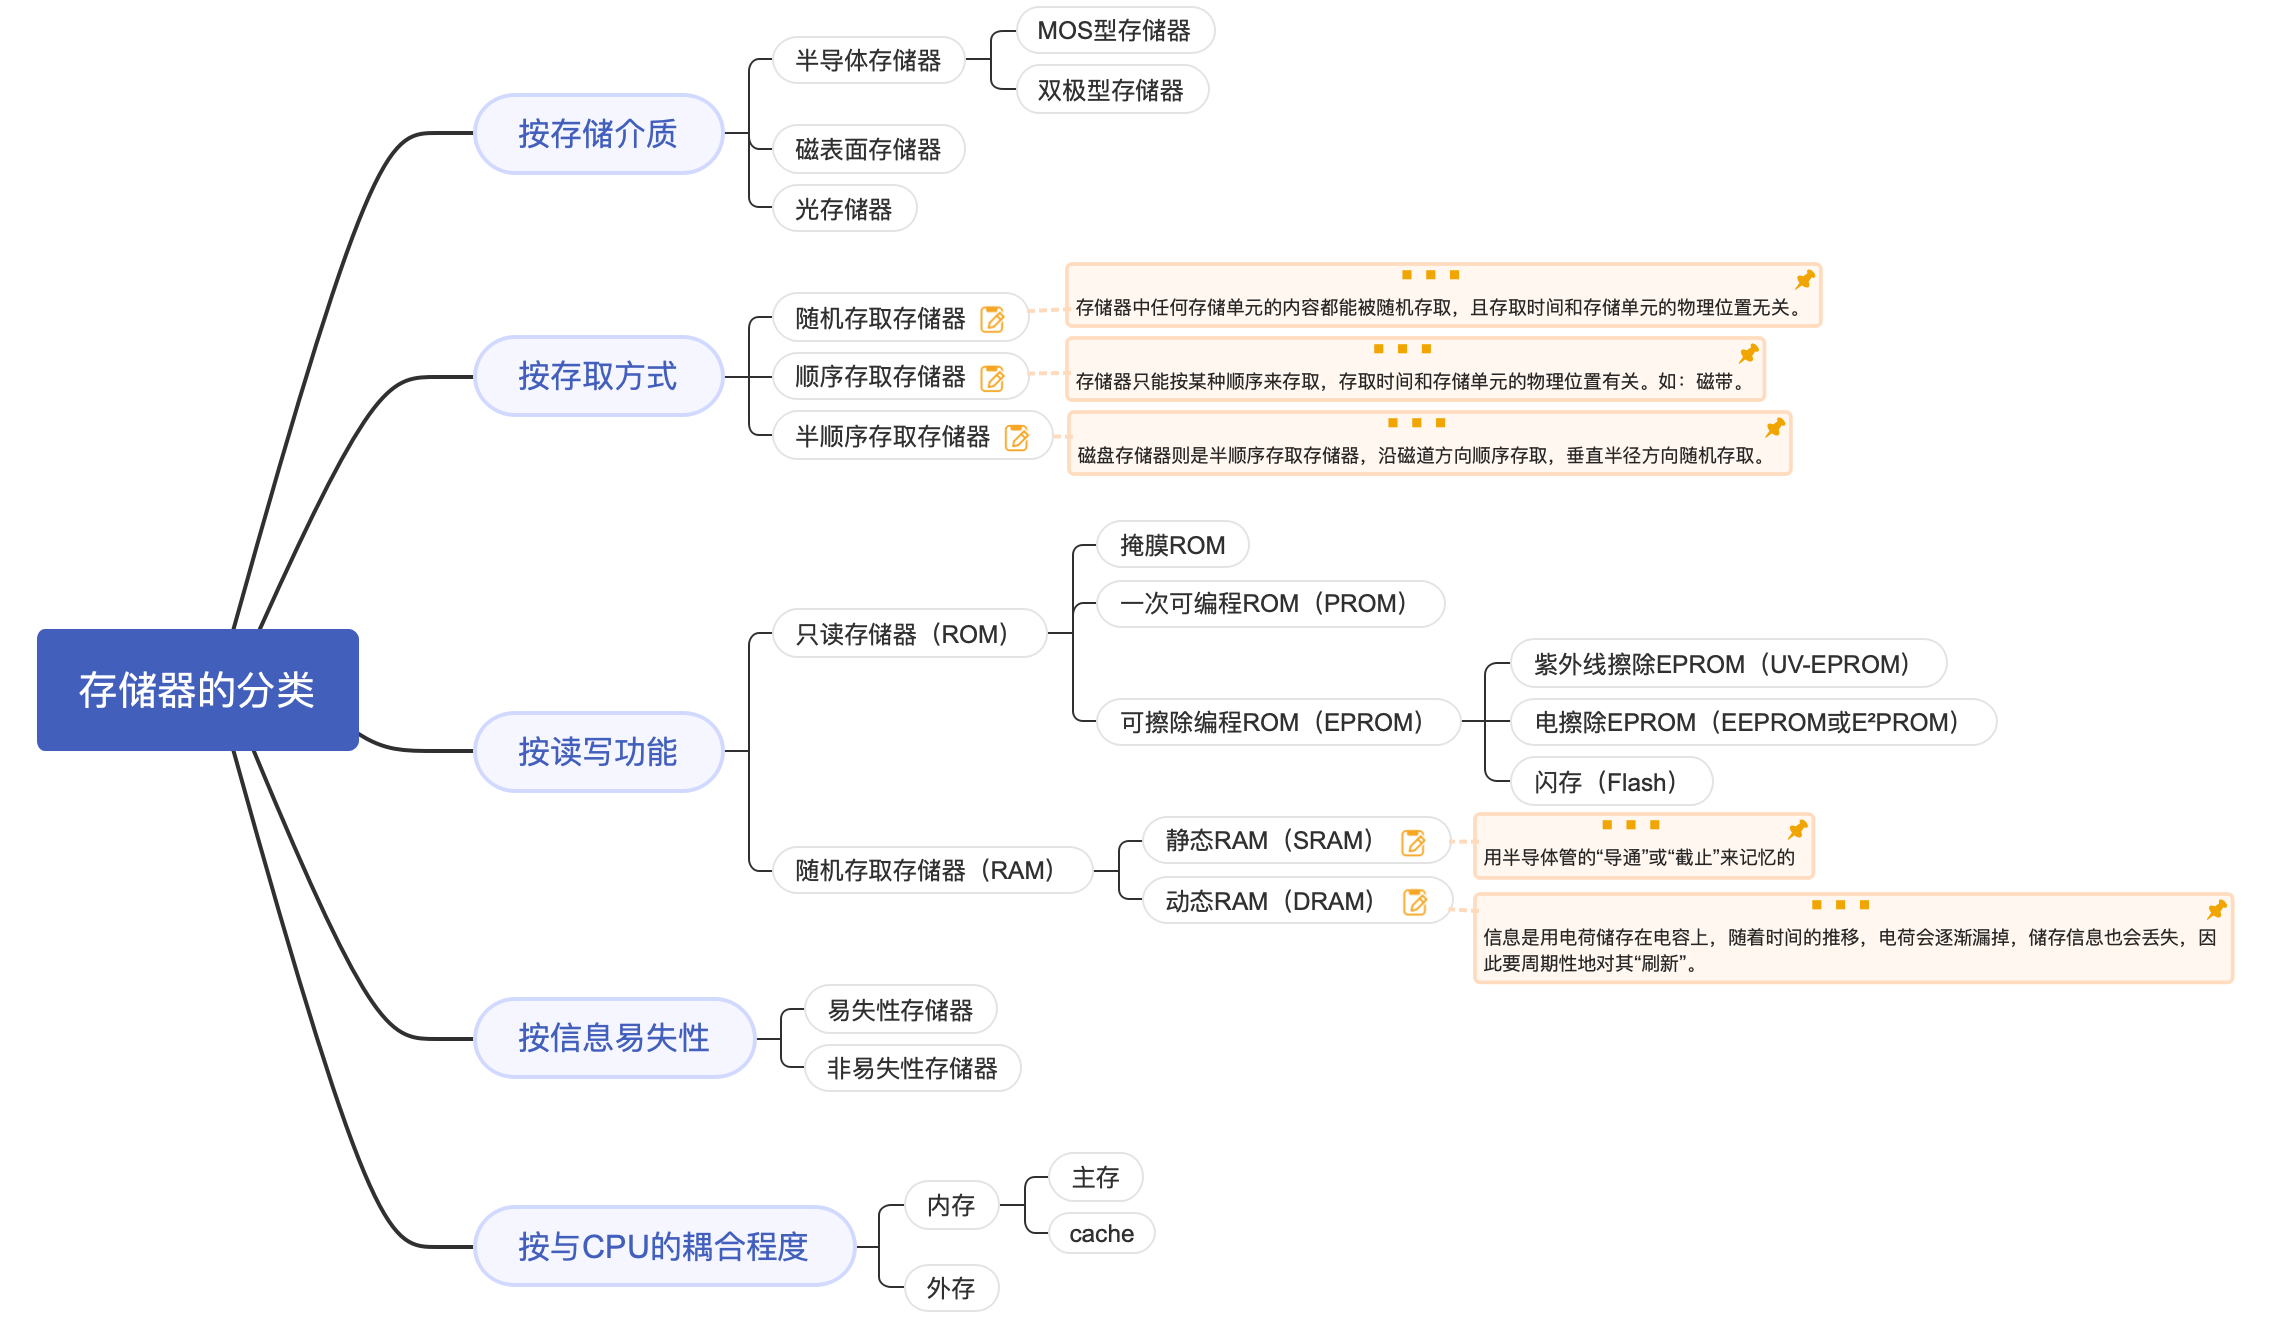 存储器的分类
按存储介质
半导体存储器
MOS型存储器
双极型存储器
磁表面存储器
光存储器
按存取方式
随机存取存储器
存储器中任何存储单元的内容都能被随机存取，且存取时间和存储单元的物理位置无关。
顺序存取存储器
存储器只能按某种顺序来存取，存取时间和存储单元的物理位置有关。如：磁带。
半顺序存取存储器
磁盘存储器则是半顺序存取存储器，沿磁道方向顺序存取，垂直半径方向随机存取。
按读写功能
只读存储器（ROM）
掩膜ROM
一次可编程ROM（PROM）
可擦除编程ROM（EPROM）
紫外线擦除EPROM（UV-EPROM）
电擦除EPROM（EEPROM或E²PROM）
闪存（Flash）
随机存取存储器（RAM）
静态RAM（SRAM）
用半导体管的“导通”或“截止”来记忆的
动态RAM（DRAM）
信息是用电荷储存在电容上，随着时间的推移，电荷会逐渐漏掉，储存信息也会丢失，因
此要周期性地对其“刷新”。
按信息易失性
易失性存储器
非易失性存储器
按与CPU的耦合程度
内存
主存
cache
外存